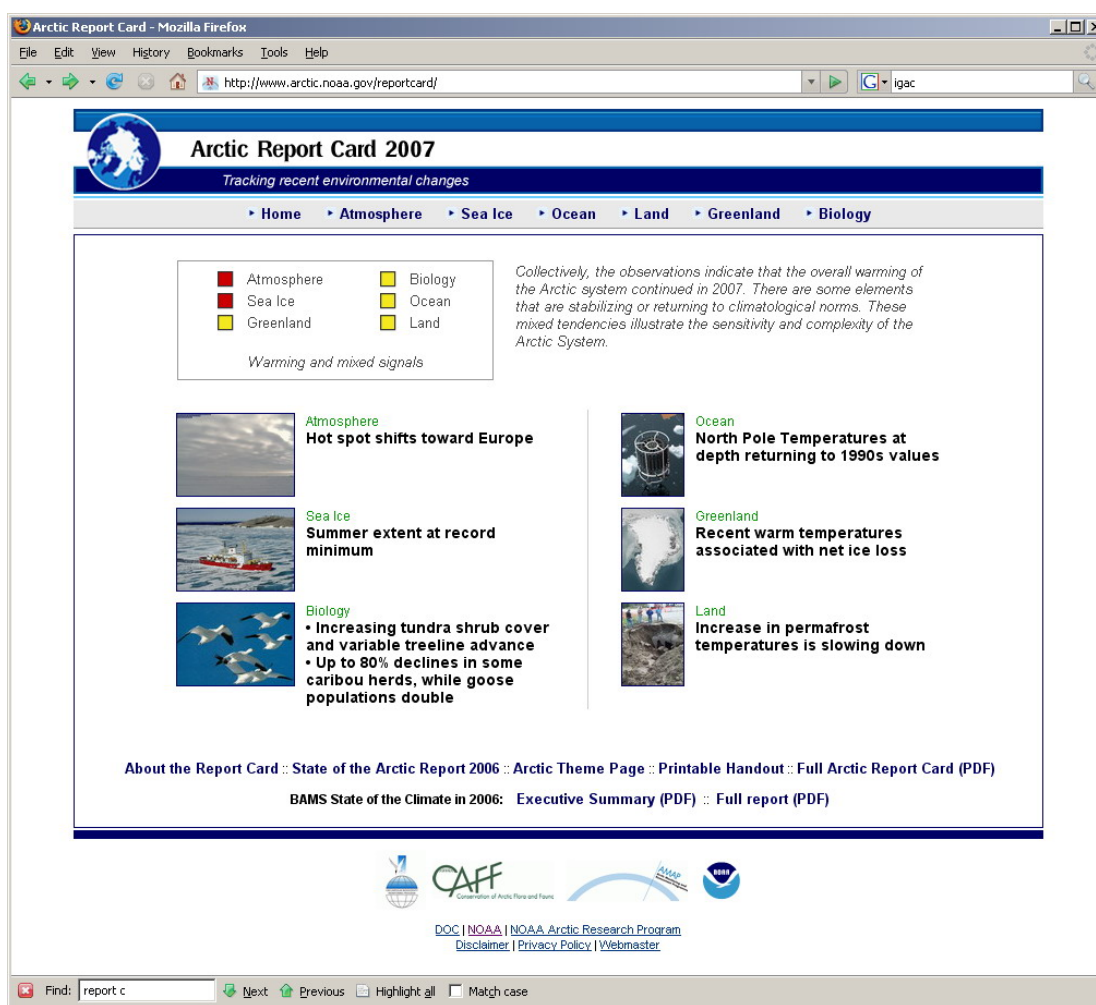 Arctic Report Card - Mozilla Firefox
File Edit View History Bookmarks Tools Help
http://www.arctic.noaa.gov/reportcard/
G igac
Arctic Report Card 2007
Tracking recent environmental changes
Home Atmosphere Sea Ice Ocean Land Greenland Biology
Atmosphere Biology
Sea Ice Ocean
Greenland Land
Warming and mixed signals
Collectively, the observations indicate that the overall warming of
the Arctic system continued in 2007. There are some elements
that are stabilizing or returning to climatological norms. These
mixed tendencies illustrate the sensitivity and complexity of the
Arctic System.
Atmosphere
Hot spot shifts toward Europe
Sea Ice
Summer extent at record
minimum
Biology
• Increasing tundra shrub cover
and variable treeline advance
• Up to 80% declines in some
caribou herds, while goose
populations double
Ocean
North Pole Temperatures at
depth returning to 1990s values
Greenland
Recent warm temperatures
associated with net ice loss
Land
Increase in permafrost
temperatures is slowing down
About the Report Card :: State of the Arctic Report 2006 :: Arctic Theme Page :: Printable Handout :: Full Arctic Report Card (PDF)
BAMS State of the Climate in 2006: Executive Summary (PDF) :: Full report (PDF)
CAFF
Conservation of Arctic Flora and Fauna
AMAP
NOAA
DOC | NOAA | NOAA Arctic Research Program
Disclaimer | Privacy Policy | Webmaster
Find: report c Next Previous Highlight all Match case